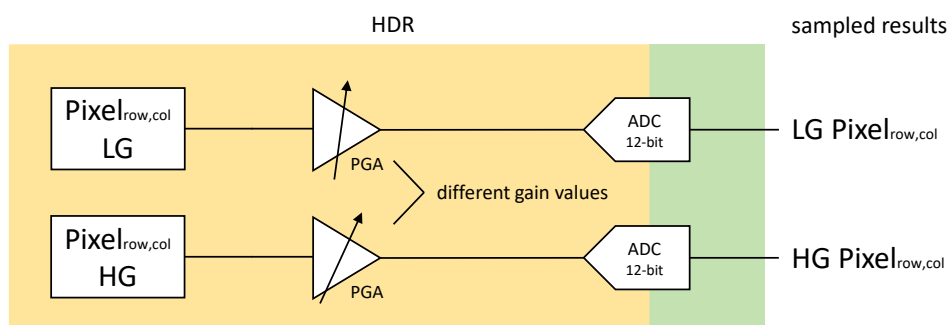 HDR
sampled results
Pixelrow,col
LG
PGA
ADC
12-bit
LG Pixelrow,col
different gain values
Pixelrow,col
HG
PGA
ADC
12-bit
HG Pixelrow,col